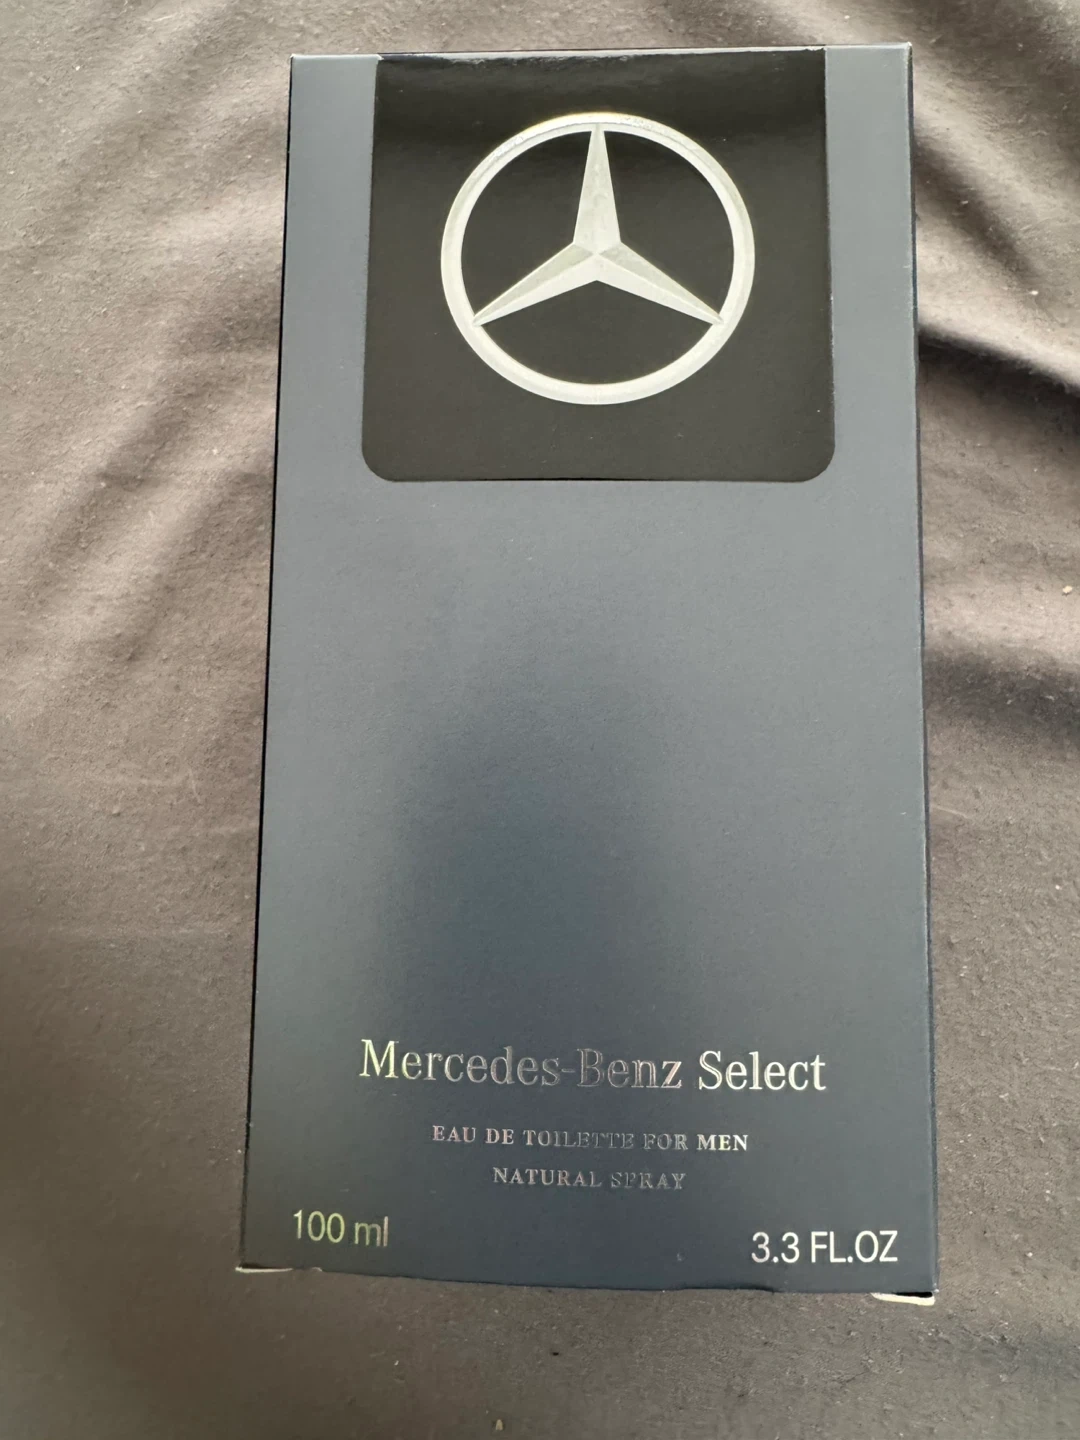 Mercedes-Benz Select
EAU DE TOILETTE FOR MEN
NATURAL SPRAY
100 ml
3.3 FL.OZ